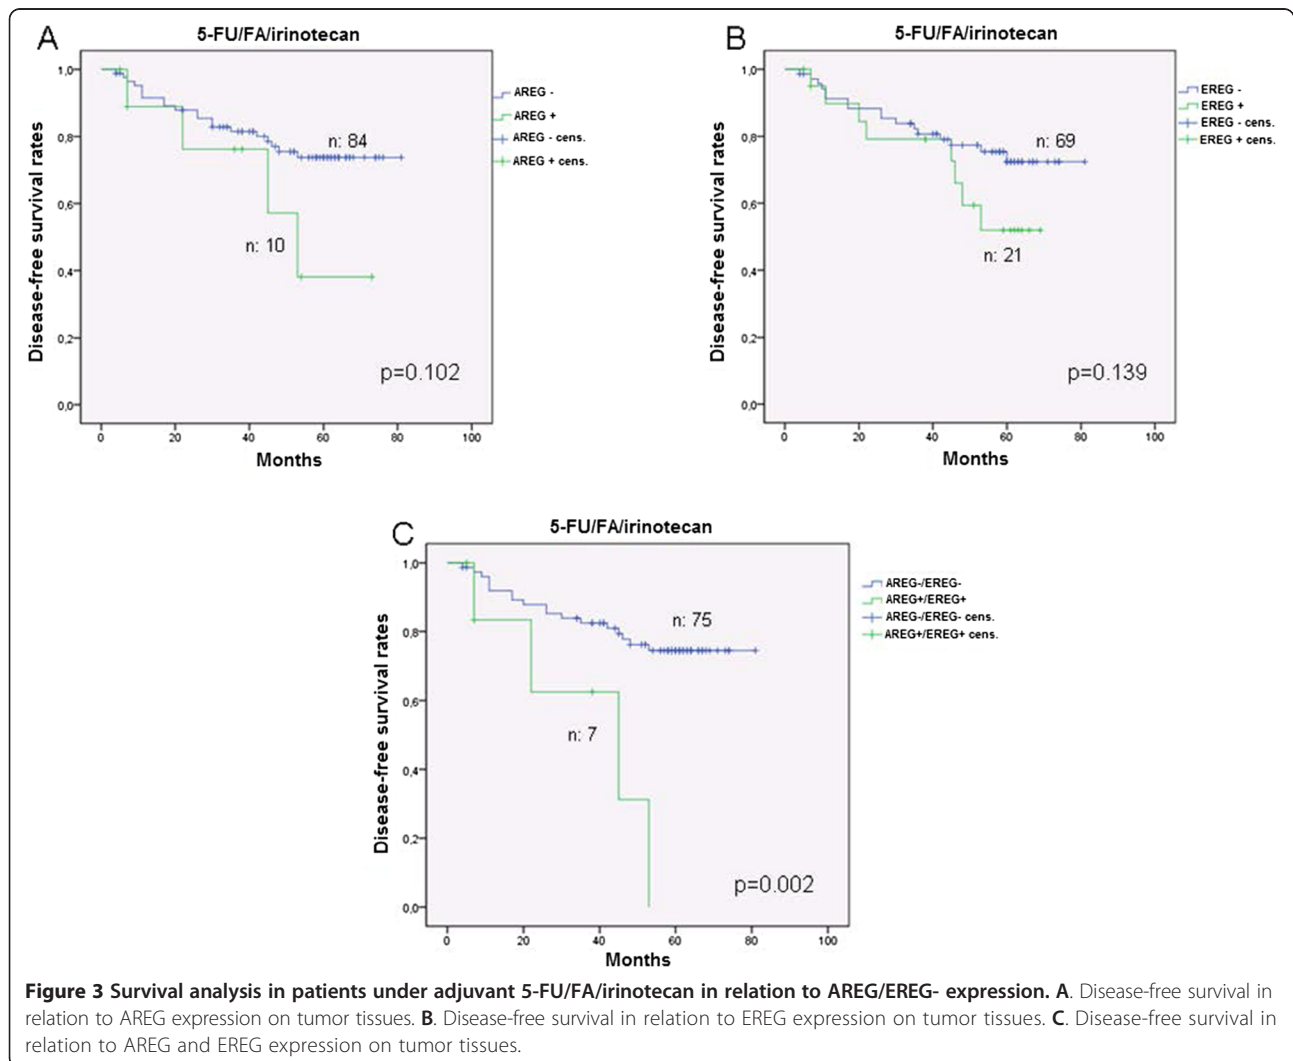 A
5-FU/FA/irinotecan
1,0
0,8
0,6
0,4
0,2
0,0
Disease-free survival rates
n: 84
n: 10
p=0.102
0 20 40 60 80 100
Months
AREG -
AREG +
AREG - cens.
AREG + cens.
B
5-FU/FA/irinotecan
1,0
0,8
0,6
0,4
0,2
0,0
Disease-free survival rates
n: 69
n: 21
p=0.139
0 20 40 60 80 100
Months
EREG -
EREG +
EREG - cens.
EREG + cens.
C
5-FU/FA/irinotecan
1,0
0,8
0,6
0,4
0,2
0,0
Disease-free survival rates
n: 75
n: 7
p=0.002
0 20 40 60 80 100
Months
AREG-/EREG-
AREG+/EREG+
AREG-/EREG- cens.
AREG+/EREG+ cens.
Figure 3 Survival analysis in patients under adjuvant 5-FU/FA/irinotecan in relation to AREG/EREG- expression. A. Disease-free survival in
relation to AREG expression on tumor tissues. B. Disease-free survival in relation to EREG expression on tumor tissues. C. Disease-free survival in
relation to AREG and EREG expression on tumor tissues.